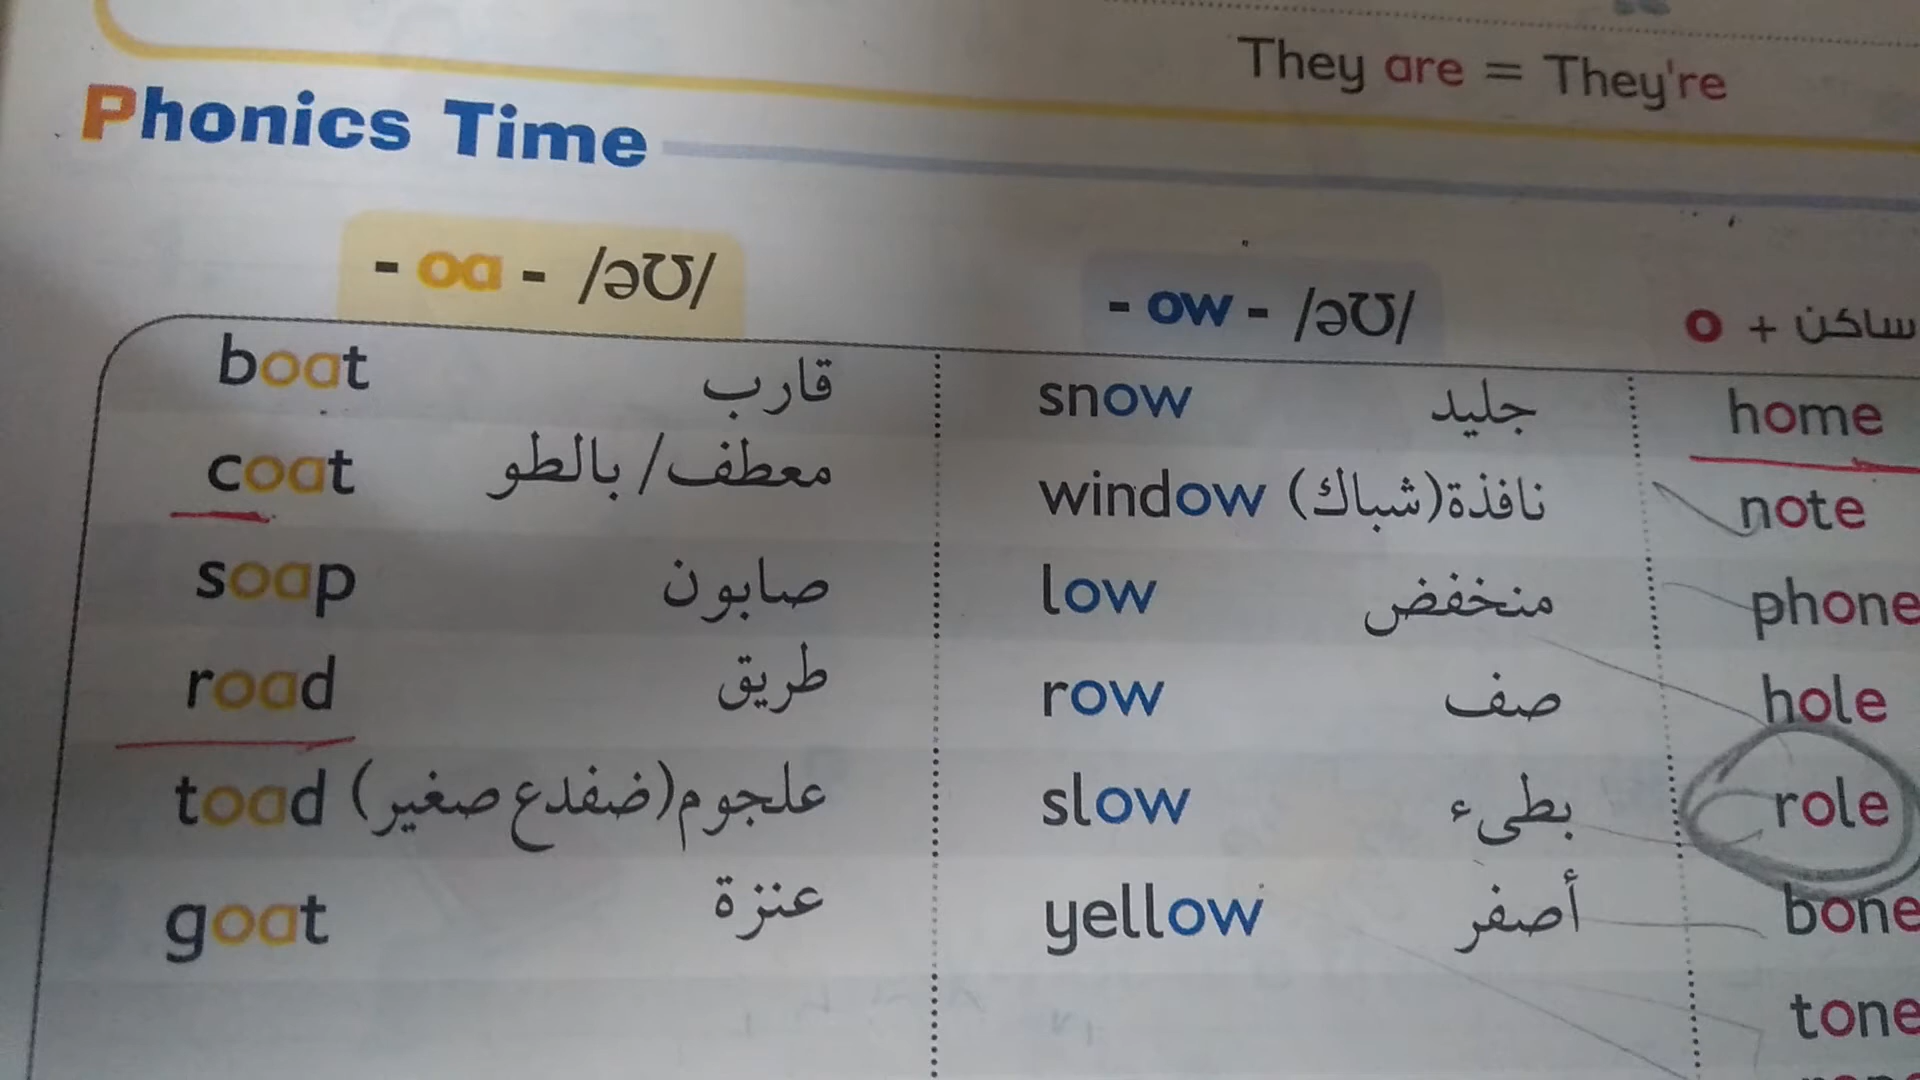 They are = They're
Phonics Time
- oa - /əʊ/
boat قارب
coat معطف / بالطو
soap صابون
road طريق
toad علجوم (ضفدع صغير)
goat عنزة
- ow - /əʊ/
snow جليد
window نافذة (شباك)
low منخفض
row صف
slow بطىء
yellow أصفر
o + ساكن
home
note
phone
hole
role
bone
tone